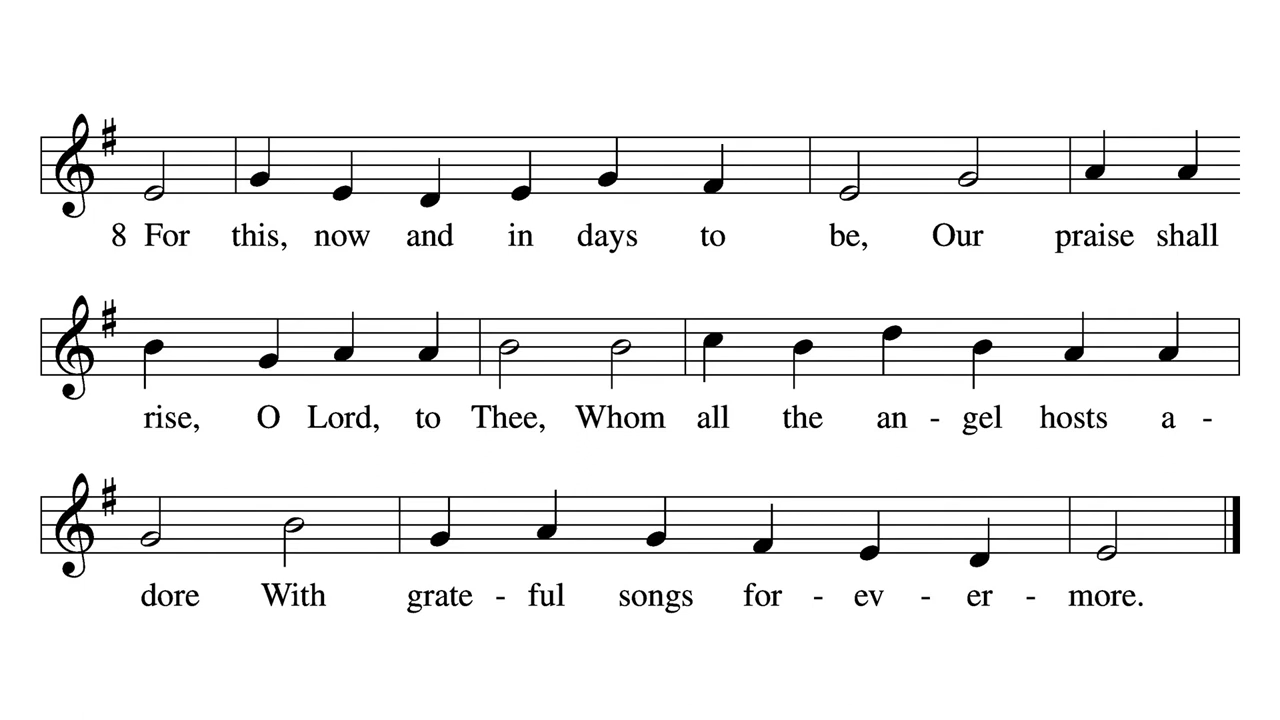 8 For this, now and in days to be, Our praise shall
rise, O Lord, to Thee, Whom all the an - gel hosts a -
dore With grate - ful songs for - ev - er - more.